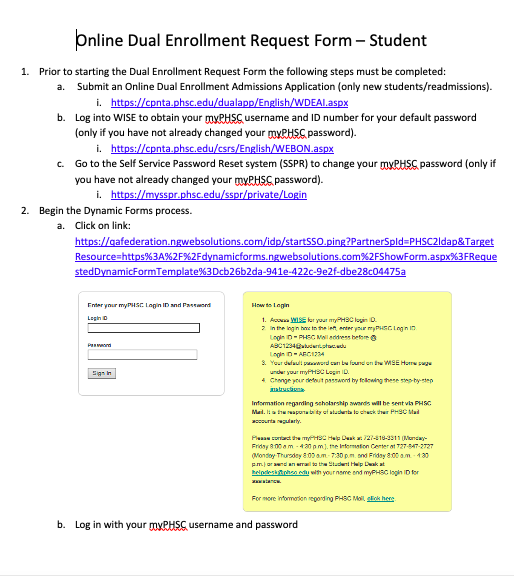 Online Dual Enrollment Request Form – Student
1. Prior to starting the Dual Enrollment Request Form the following steps must be completed:
a. Submit an Online Dual Enrollment Admissions Application (only new students/readmissions).
i. https://cpnta.phsc.edu/dualapp/English/WDEAI.aspx
b. Log into WISE to obtain your myPHSC username and ID number for your default password
(only if you have not already changed your myPHSC password).
i. https://cpnta.phsc.edu/csrs/English/WEBON.aspx
c. Go to the Self Service Password Reset system (SSPR) to change your myPHSC password (only if
you have not already changed your myPHSC password).
i. https://mysspr.phsc.edu/sspr/private/Login
2. Begin the Dynamic Forms process.
a. Click on link:
https://qafederation.ngwebsolutions.com/idp/startSSO.ping?PartnerSpId=PHSC2ldap&Target
Resource=https%3A%2F%2Fdynamicforms.ngwebsolutions.com%2FShowForm.aspx%3FReque
stedDynamicFormTemplate%3Dcb26b2da-941e-422c-9e2f-dbe28c04475a
Enter your myPHSC Login ID and Password
Login ID
Password
Sign In
How to Login
1. Access WISE for your myPHSC login ID.
2. In the login box to the left, enter your myPHSC Login ID
Login ID = PHSC Mail address before @
ABC1234@student.phsc.edu
Login ID = ABC1234
3. Your default password can be found on the WISE Home page
under your myPHSC Login ID.
4. Change your default password by following these step-by-step
instructions.
Information regarding scholarship awards will be sent via PHSC
Mail. It is the responsibility of students to check their PHSC Mail
accounts regularly.
Please contact the myPHSC Help Desk at 727-816-3311 (Monday-
Friday 8:00 a.m. - 4:30 p.m.), the Information Center at 727-847-2727
(Monday-Thursday 8:00 a.m. - 7:30 p.m. and Friday 8:00 a.m. - 4:30
p.m.) or send an email to the Student Help Desk at
helpdesk@phsc.edu with your name and myPHSC login ID for
assistance.
For more information regarding PHSC Mail, click here.
b. Log in with your myPHSC username and password